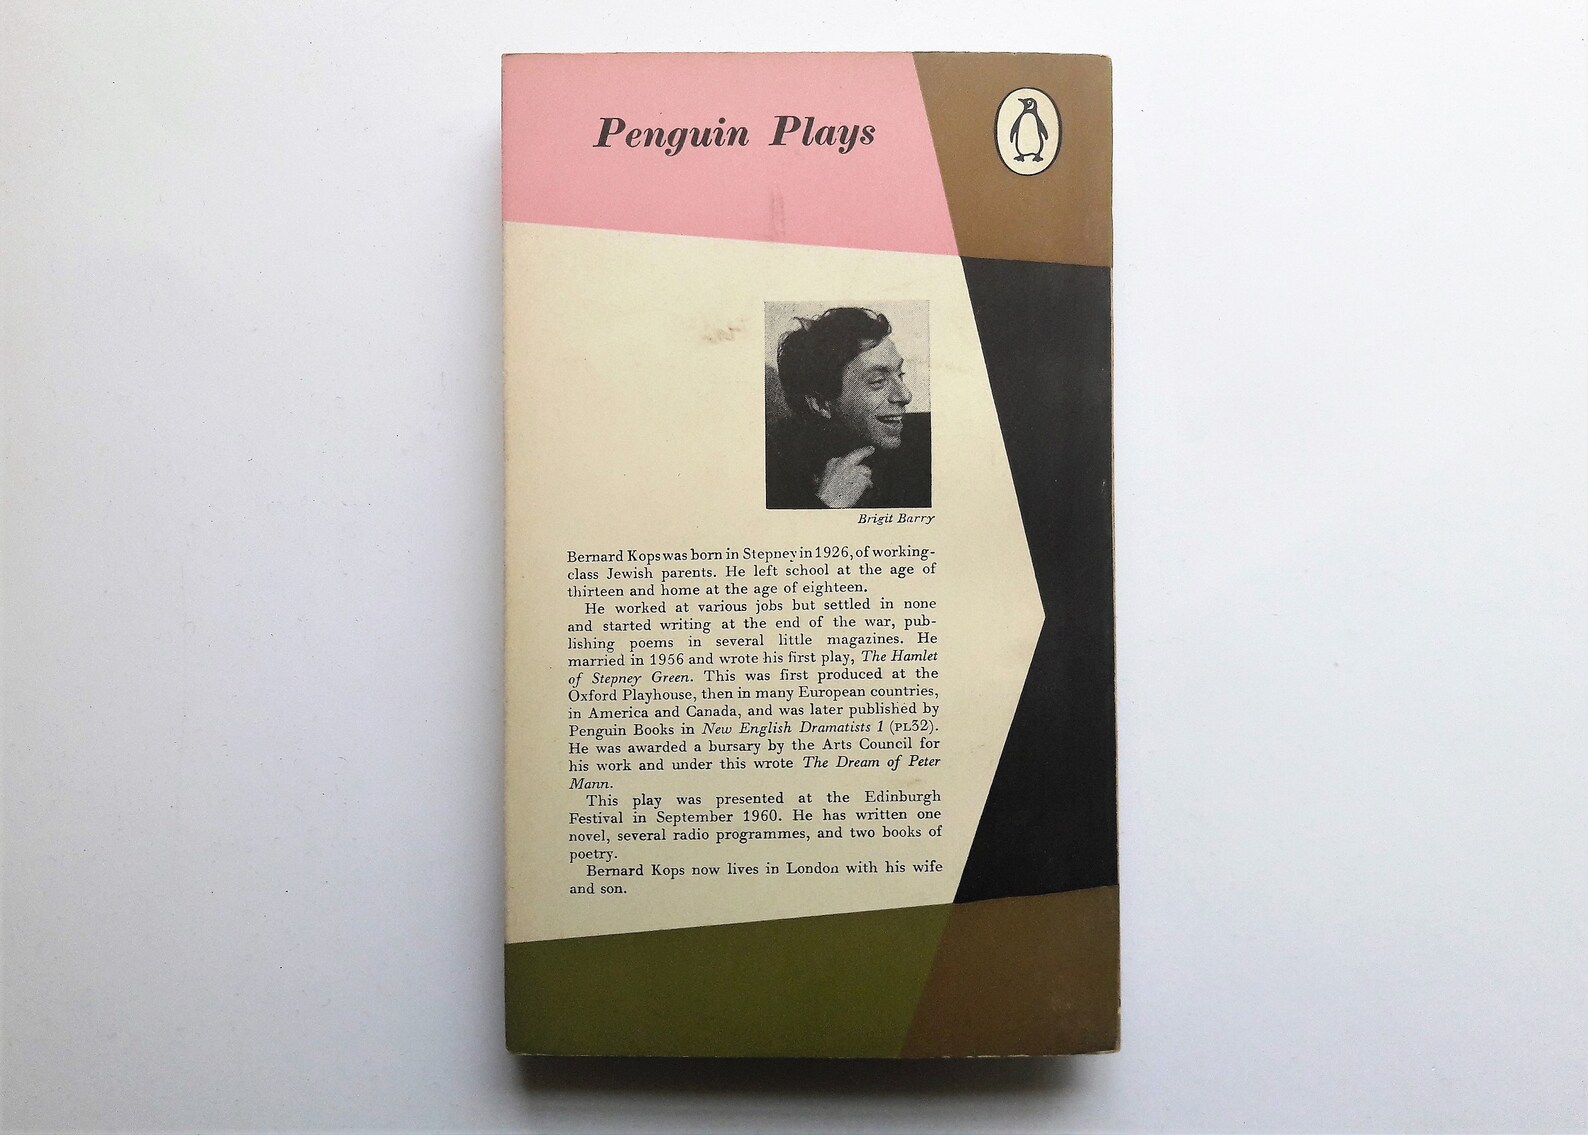 Penguin Plays
Brigit Barry
Bernard Kops was born in Stepney in 1926, of working-
class Jewish parents. He left school at the age of
thirteen and home at the age of eighteen.
He worked at various jobs but settled in none
and started writing at the end of the war, pub-
lishing poems in several little magazines. He
married in 1956 and wrote his first play, The Hamlet
of Stepney Green. This was first produced at the
Oxford Playhouse, then in many European countries,
in America and Canada, and was later published by
Penguin Books in New English Dramatists 1 (PL32).
He was awarded a bursary by the Arts Council for
his work and under this wrote The Dream of Peter
Mann.
This play was presented at the Edinburgh
Festival in September 1960. He has written one
novel, several radio programmes, and two books of
poetry.
Bernard Kops now lives in London with his wife
and son.